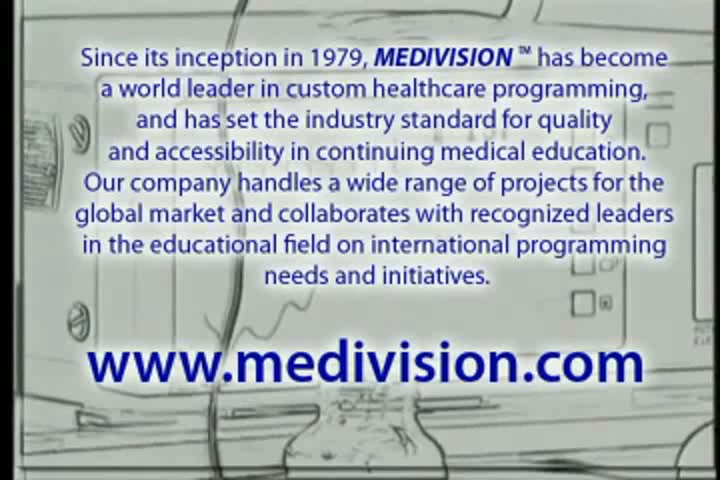 Since its inception in 1979, MEDIVISION ™ has become
a world leader in custom healthcare programming,
and has set the industry standard for quality
and accessibility in continuing medical education.
Our company handles a wide range of projects for the
global market and collaborates with recognized leaders
in the educational field on international programming
needs and initiatives.
www.medivision.com